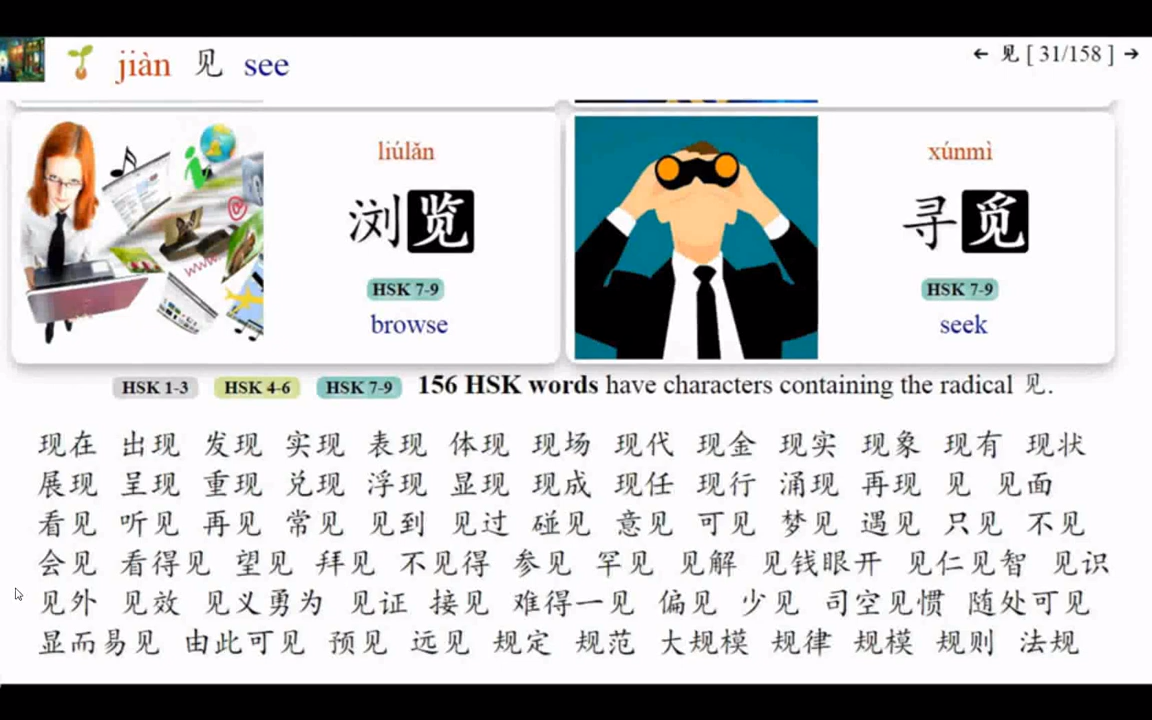 jiàn 见 see
← 见 [ 31/158 ] →
liúlǎn
浏览
HSK 7-9
browse
xúnmì
寻觅
HSK 7-9
seek
HSK 1-3 HSK 4-6 HSK 7-9 156 HSK words have characters containing the radical 见.
现在 出现 发现 实现 表现 体现 现场 现代 现金 现实 现象 现有 现状
展现 呈现 重现 兑现 浮现 显现 现成 现任 现行 涌现 再现 见 见面
看见 听见 再见 常见 见到 见过 碰见 意见 可见 梦见 遇见 只见 不见
会见 看得见 望见 拜见 不见得 参见 罕见 见解 见钱眼开 见仁见智 见识
见外 见效 见义勇为 见证 接见 难得一见 偏见 少见 司空见惯 随处可见
显而易见 由此可见 预见 远见 规定 规范 大规模 规律 规模 规则 法规